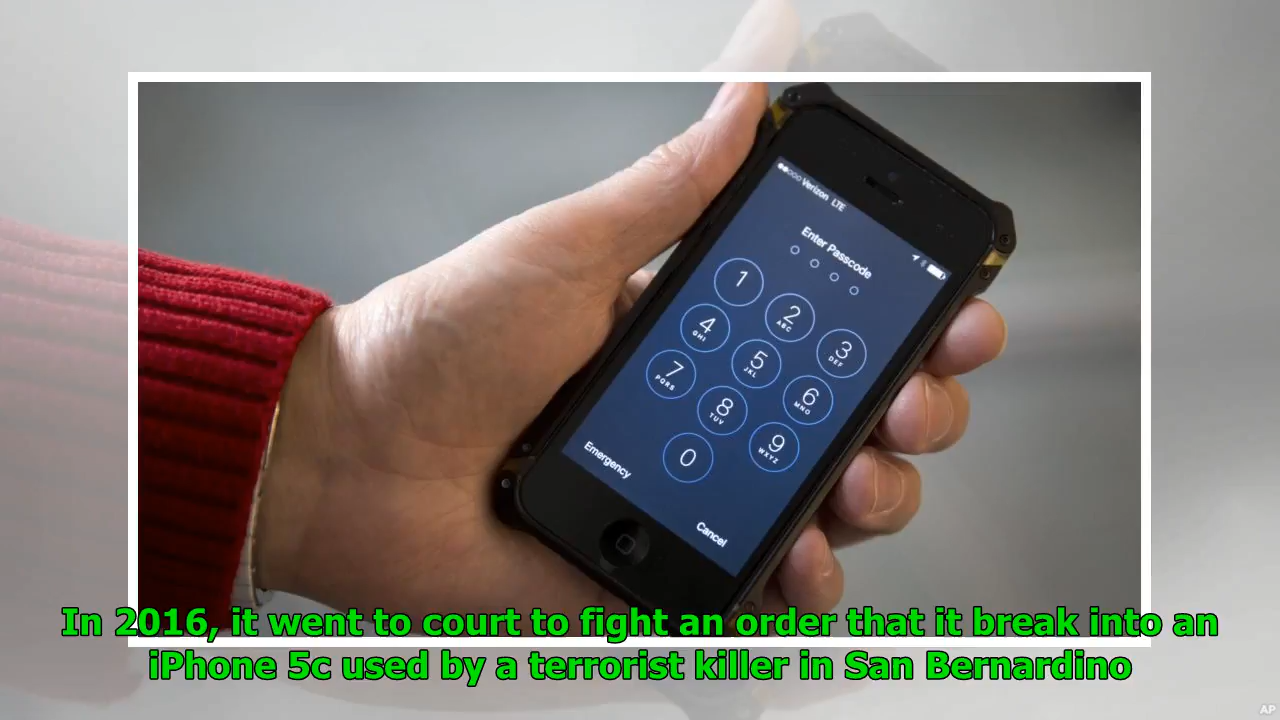 Verizon LTE
Enter Passcode
1
2
ABC
3
DEF
4
GHI
5
JKL
6
MNO
7
PQRS
8
TUV
9
WXYZ
0
Emergency
Cancel
In 2016, it went to court to fight an order that it break into an
iPhone 5c used by a terrorist killer in San Bernardino
AP